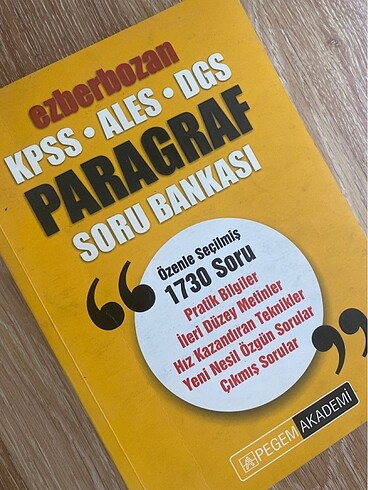 ezberbozan
KPSS • ALES • DGS
PARAGRAF
SORU BANKASI
Özenle Seçilmiş
1730 Soru
Pratik Bilgiler
İleri Düzey Metinler
Hız Kazandıran Teknikler
Yeni Nesil Özgün Sorular
Çıkmış Sorular
PEGEM AKADEMİ